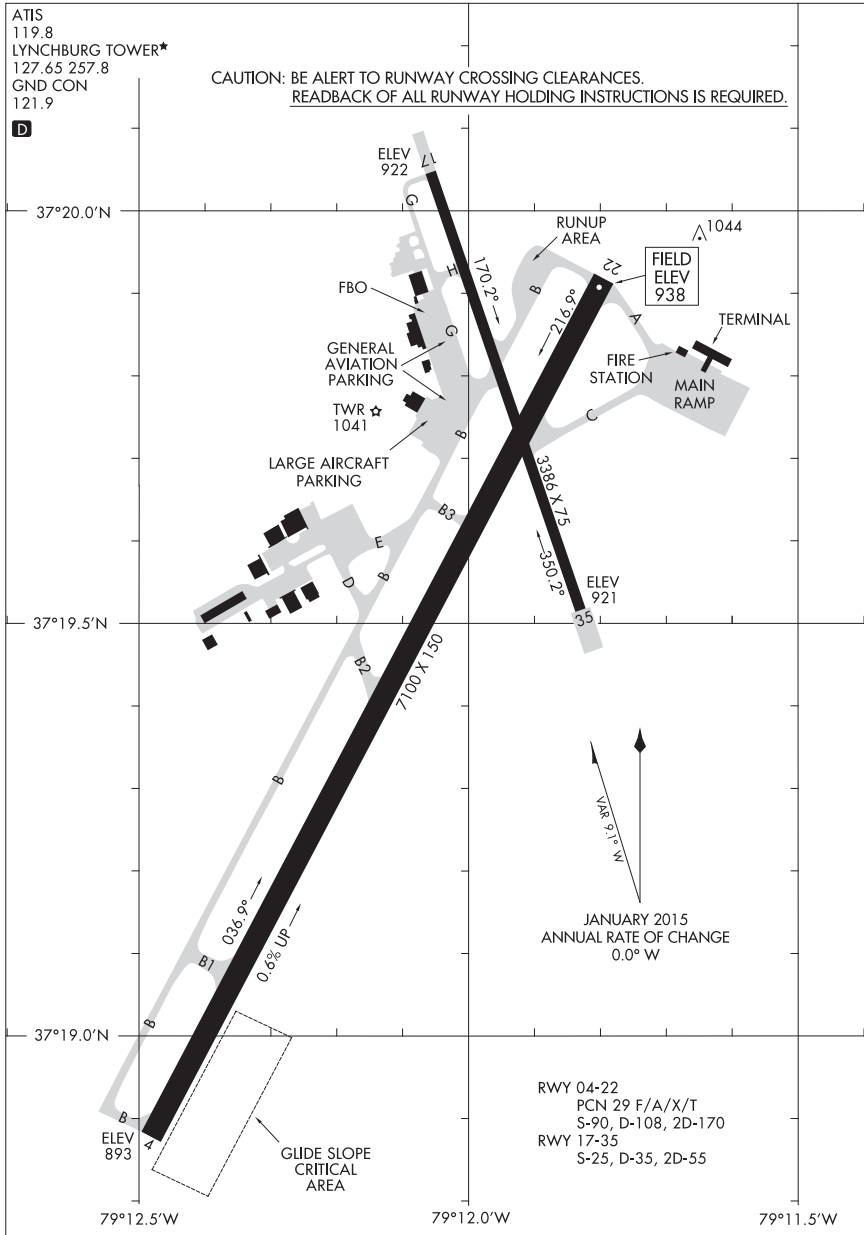 ATIS
119.8
LYNCHBURG TOWER★
127.65 257.8
GND CON
121.9
D
CAUTION: BE ALERT TO RUNWAY CROSSING CLEARANCES.
READBACK OF ALL RUNWAY HOLDING INSTRUCTIONS IS REQUIRED.
ELEV
922
17
G
37°20.0'N
H
170.2°
RUNUP
AREA
1044
FIELD
ELEV
938
22
B
216.9°
A
FBO
G
TERMINAL
GENERAL
AVIATION
PARKING
FIRE
STATION
MAIN
RAMP
TWR
1041
C
B
LARGE AIRCRAFT
PARKING
3386 X 75
B3
E
B
D
350.2°
ELEV
921
35
37°19.5'N
B2
7100 X 150
B
VAR 9.1° W
JANUARY 2015
ANNUAL RATE OF CHANGE
0.0° W
036.9°
0.6% UP
B1
B
37°19.0'N
B
ELEV
893
4
GLIDE SLOPE
CRITICAL
AREA
RWY 04-22
PCN 29 F/A/X/T
S-90, D-108, 2D-170
RWY 17-35
S-25, D-35, 2D-55
79°12.5'W
79°12.0'W
79°11.5'W